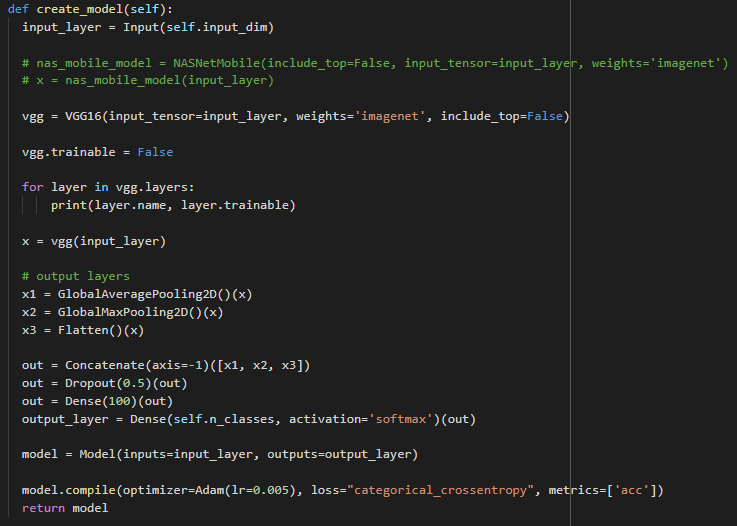 def create_model(self):
input_layer = Input(self.input_dim)
# nas_mobile_model = NASNetMobile(include_top=False, input_tensor=input_layer, weights='imagenet')
# x = nas_mobile_model(input_layer)
vgg = VGG16(input_tensor=input_layer, weights='imagenet', include_top=False)
vgg.trainable = False
for layer in vgg.layers:
print(layer.name, layer.trainable)
x = vgg(input_layer)
# output layers
x1 = GlobalAveragePooling2D()(x)
x2 = GlobalMaxPooling2D()(x)
x3 = Flatten()(x)
out = Concatenate(axis=-1)([x1, x2, x3])
out = Dropout(0.5)(out)
out = Dense(100)(out)
output_layer = Dense(self.n_classes, activation='softmax')(out)
model = Model(inputs=input_layer, outputs=output_layer)
model.compile(optimizer=Adam(lr=0.005), loss="categorical_crossentropy", metrics=['acc'])
return model